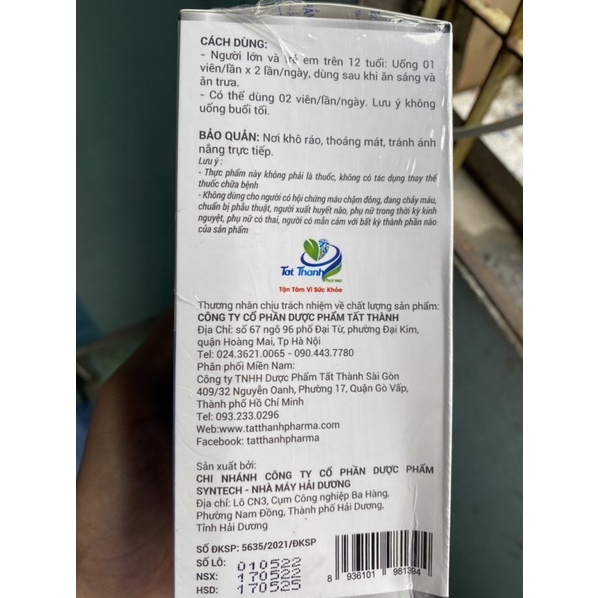 CÁCH DÙNG:
- Người lớn và trẻ em trên 12 tuổi: Uống 01
viên/lần x 2 lần/ngày, dùng sau khi ăn sáng và
ăn trưa.
- Có thể dùng 02 viên/lần/ngày. Lưu ý không
uống buổi tối.
BẢO QUẢN: Nơi khô ráo, thoáng mát, tránh ánh
nắng trực tiếp.
Lưu ý:
- Thực phẩm này không phải là thuốc, không có tác dụng thay thế
thuốc chữa bệnh
- Không dùng cho người có hội chứng máu chậm đông, đang chảy máu,
chuẩn bị phẫu thuật, người xuất huyết não, phụ nữ trong thời kỳ kinh
nguyệt, phụ nữ có thai, người có mẫn cảm với bất kỳ thành phần nào
của sản phẩm
Tat Thanh
Pharma
Tận Tâm Vì Sức Khỏe
Thương nhân chịu trách nhiệm về chất lượng sản phẩm:
CÔNG TY CỔ PHẦN DƯỢC PHẨM TẤT THÀNH
Địa Chỉ: số 67 ngõ 96 phố Đại Từ, phường Đại Kim,
quận Hoàng Mai, Tp Hà Nội
Tel: 024.3621.0065 - 090.443.7780
Phân phối Miền Nam:
Công ty TNHH Dược Phẩm Tất Thành Sài Gòn
409/32 Nguyễn Oanh, Phường 17, Quận Gò Vấp,
Thành phố Hồ Chí Minh
Tel: 093.233.0296
Web:www.tatthanhpharma.com
Facebook: tatthanhpharma
Sản xuất bởi:
CHI NHÁNH CÔNG TY CỔ PHẦN DƯỢC PHẨM
SYNTECH - NHÀ MÁY HẢI DƯƠNG
Địa chỉ: Lô CN3, Cụm Công nghiệp Ba Hàng,
Phường Nam Đồng, Thành phố Hải Dương,
Tỉnh Hải Dương
SỐ ĐKSP: 5635/2021/ĐKSP
SỐ LÔ: 010522
NSX: 170522
HSD: 170525
8 936101 981394